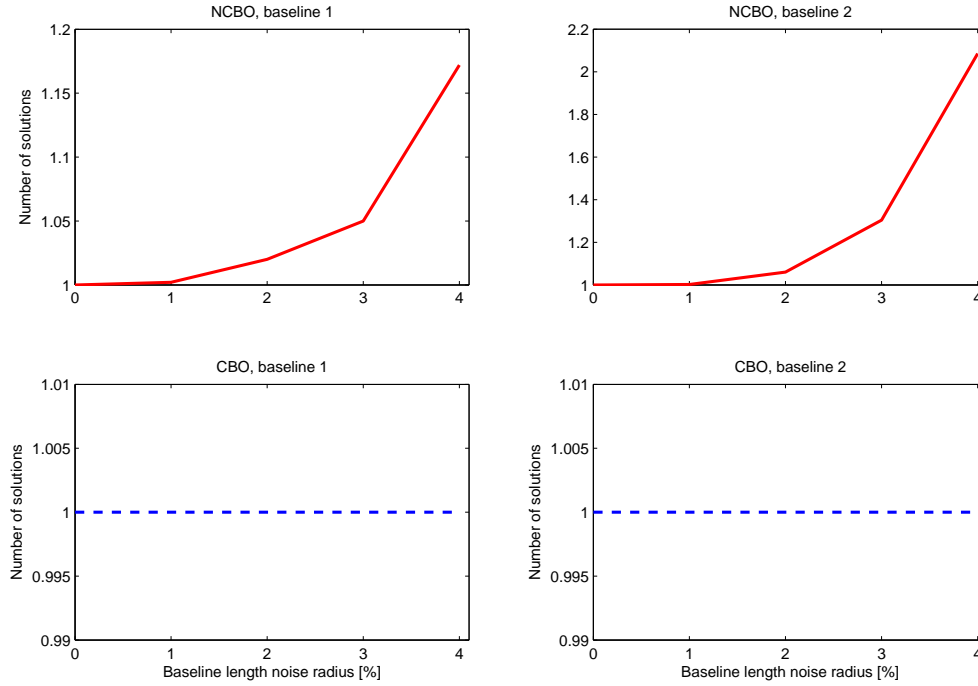 NCBO, baseline 1
1.2
1.15
1.1
1.05
1
Number of solutions
0 1 2 3 4
NCBO, baseline 2
2.2
2
1.8
1.6
1.4
1.2
1
0 1 2 3 4
CBO, baseline 1
1.01
1.005
1
0.995
0.99
Number of solutions
0 1 2 3 4
Baseline length noise radius [%]
CBO, baseline 2
1.01
1.005
1
0.995
0.99
Number of solutions
0 1 2 3 4
Baseline length noise radius [%]